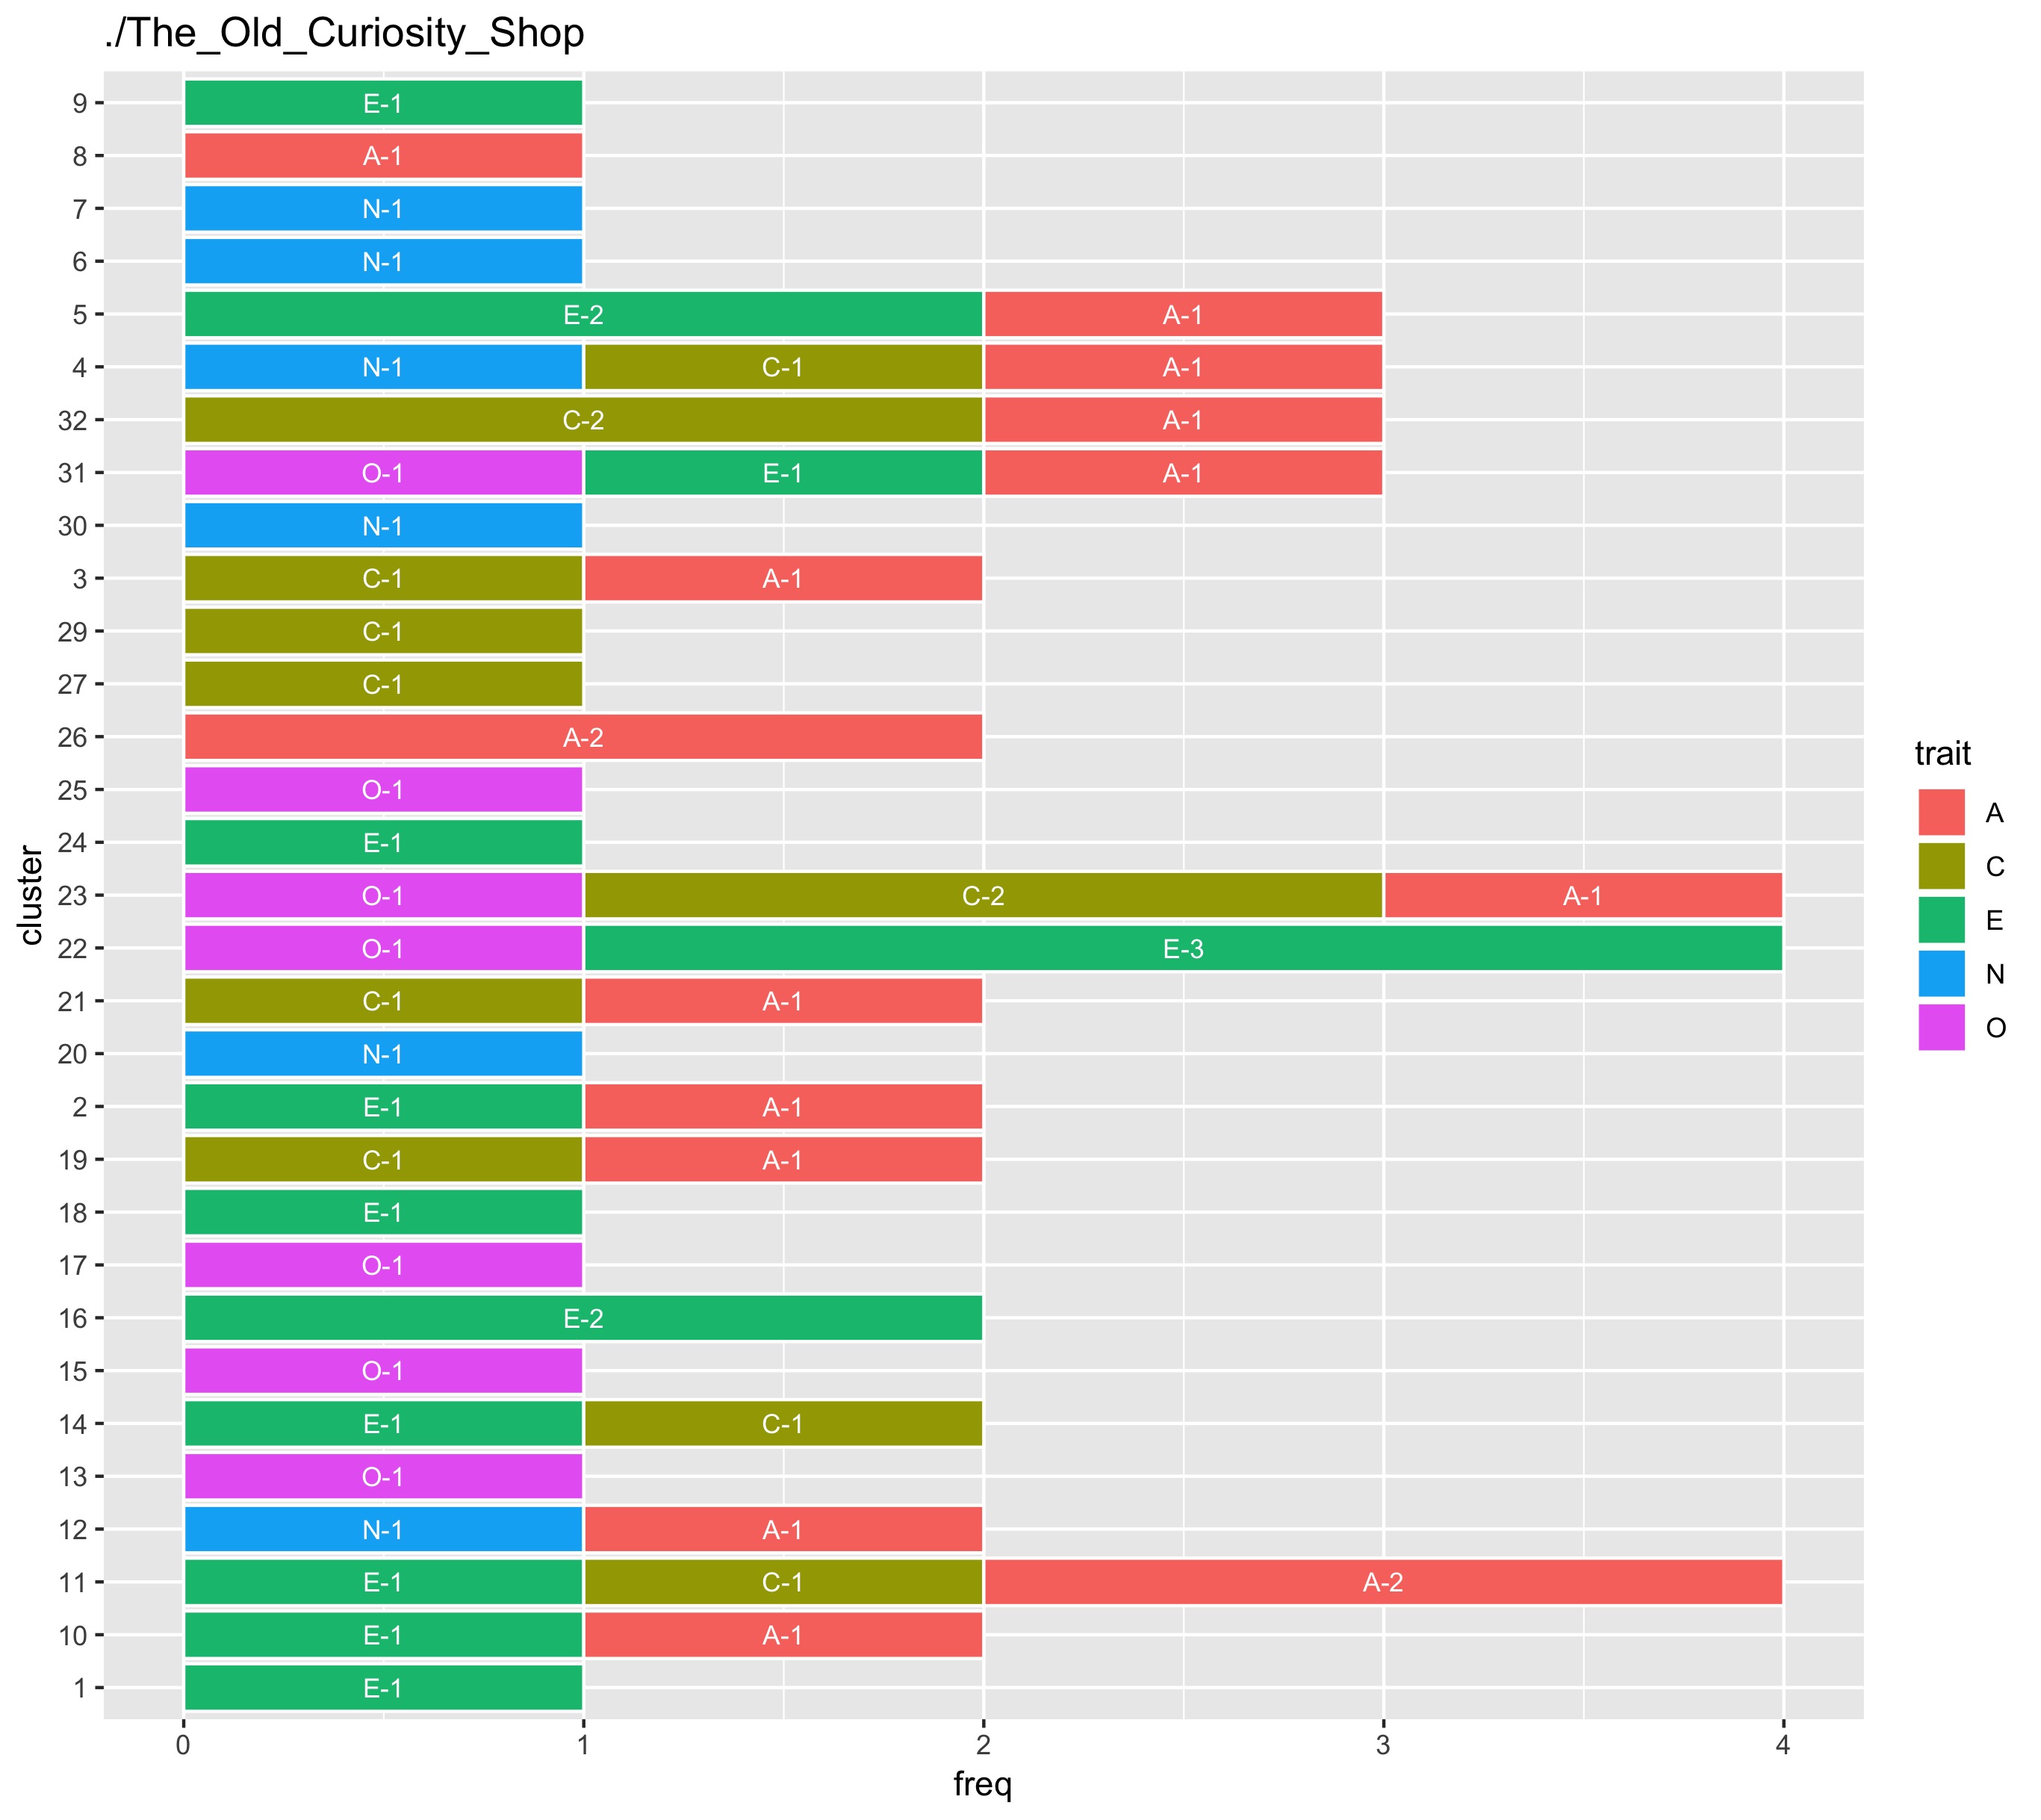 ./The_Old_Curiosity_Shop
9 E-1
8 A-1
7 N-1
6 N-1
5 E-2 A-1
4 N-1 C-1 A-1
32 C-2 A-1
31 O-1 E-1 A-1
30 N-1
3 C-1 A-1
29 C-1
27 C-1
26 A-2
25 O-1
24 E-1
23 O-1 C-2 A-1
22 O-1 E-3
21 C-1 A-1
20 N-1
2 E-1 A-1
19 C-1 A-1
18 E-1
17 O-1
16 E-2
15 O-1
14 E-1 C-1
13 O-1
12 N-1 A-1
11 E-1 C-1 A-2
10 E-1 A-1
1 E-1
0 1 2 3 4
freq
cluster
trait
A
C
E
N
O